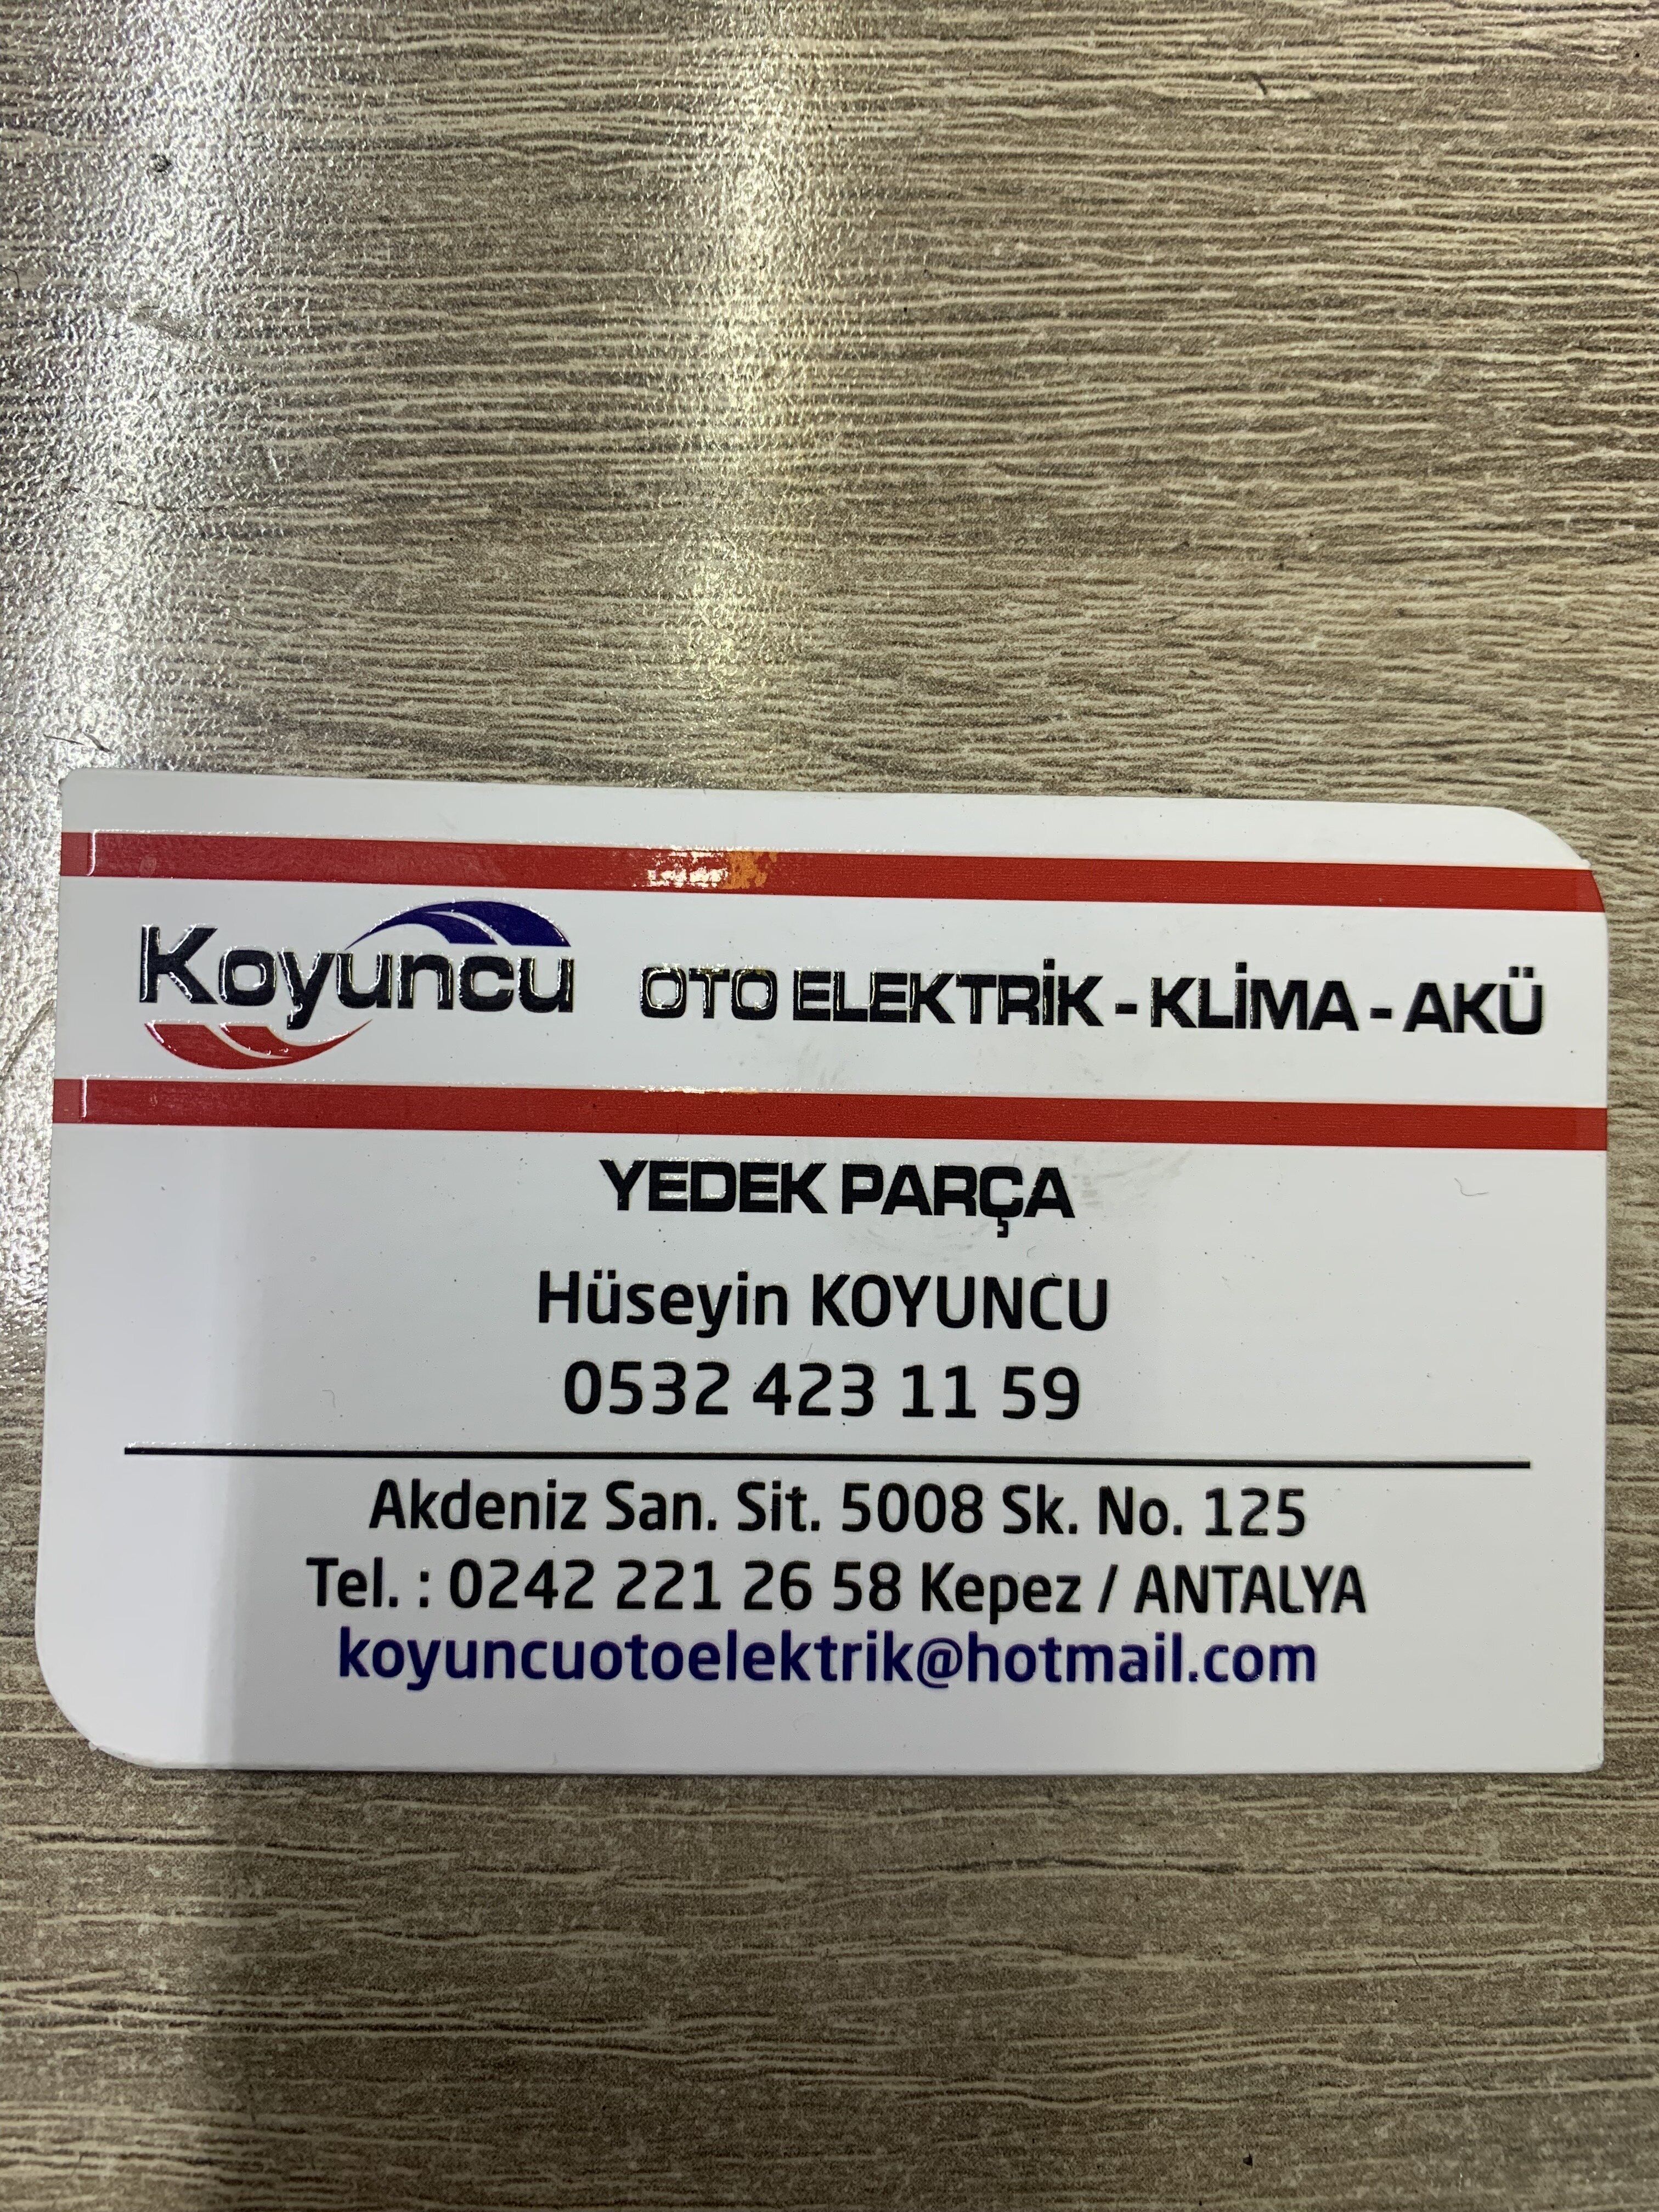 Koyuncu OTO ELEKTRİK - KLİMA - AKÜ
YEDEK PARÇA
Hüseyin KOYUNCU
0532 423 11 59
Akdeniz San. Sit. 5008 Sk. No. 125
Tel. : 0242 221 26 58 Kepez / ANTALYA
koyuncuotoelektrik@hotmail.com